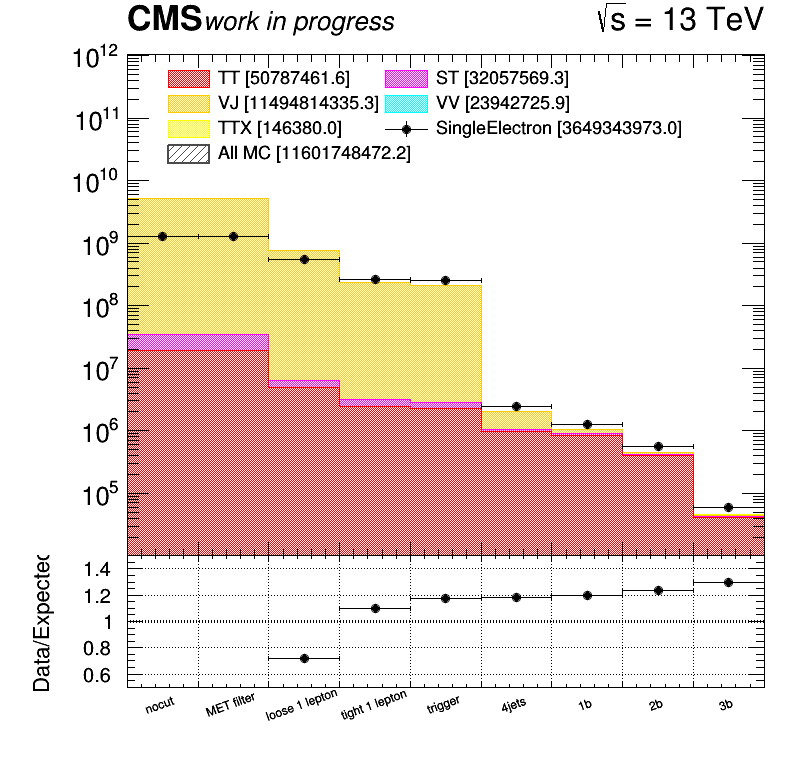 CMS work in progress √s = 13 TeV
TT [50787461.6] ST [32057569.3]
VJ [11494814335.3] VV [23942725.9]
TTX [146380.0] SingleElectron [3649343973.0]
All MC [11601748472.2]
10¹²
10¹¹
10¹⁰
10⁹
10⁸
10⁷
10⁶
10⁵
Data/Expected
1.4
1.2
1
0.8
0.6
nocut MET filter loose 1 lepton tight 1 lepton trigger 4jets 1b 2b 3b